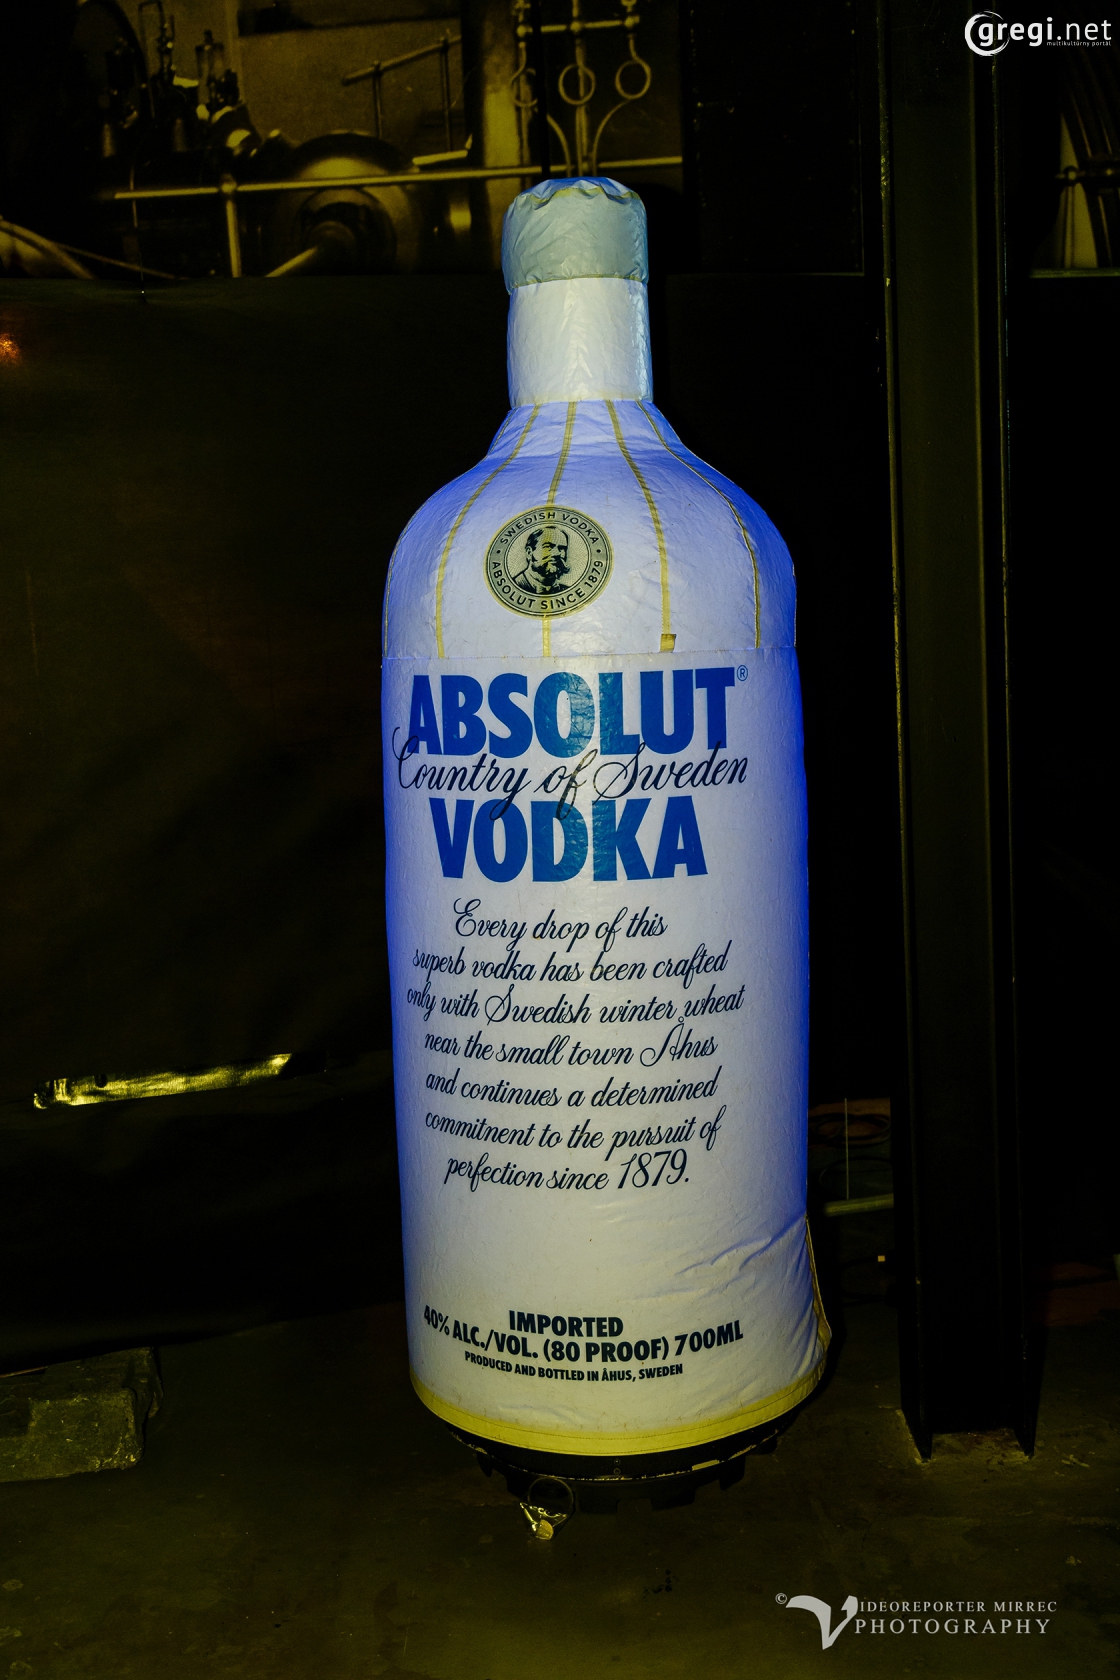 gregi.net
multikultúrny portál
SWEDISH VODKA
ABSOLUT SINCE 1879
ABSOLUT®
Country of Sweden
VODKA
Every drop of this
superb vodka has been crafted
only with Swedish winter wheat
near the small town Åhus
and continues a determined
commitment to the pursuit of
perfection since 1879.
IMPORTED
40% ALC./VOL. (80 PROOF) 700ML
PRODUCED AND BOTTLED IN ÅHUS, SWEDEN
© VIDEOREPORTER MIRREC
PHOTOGRAPHY